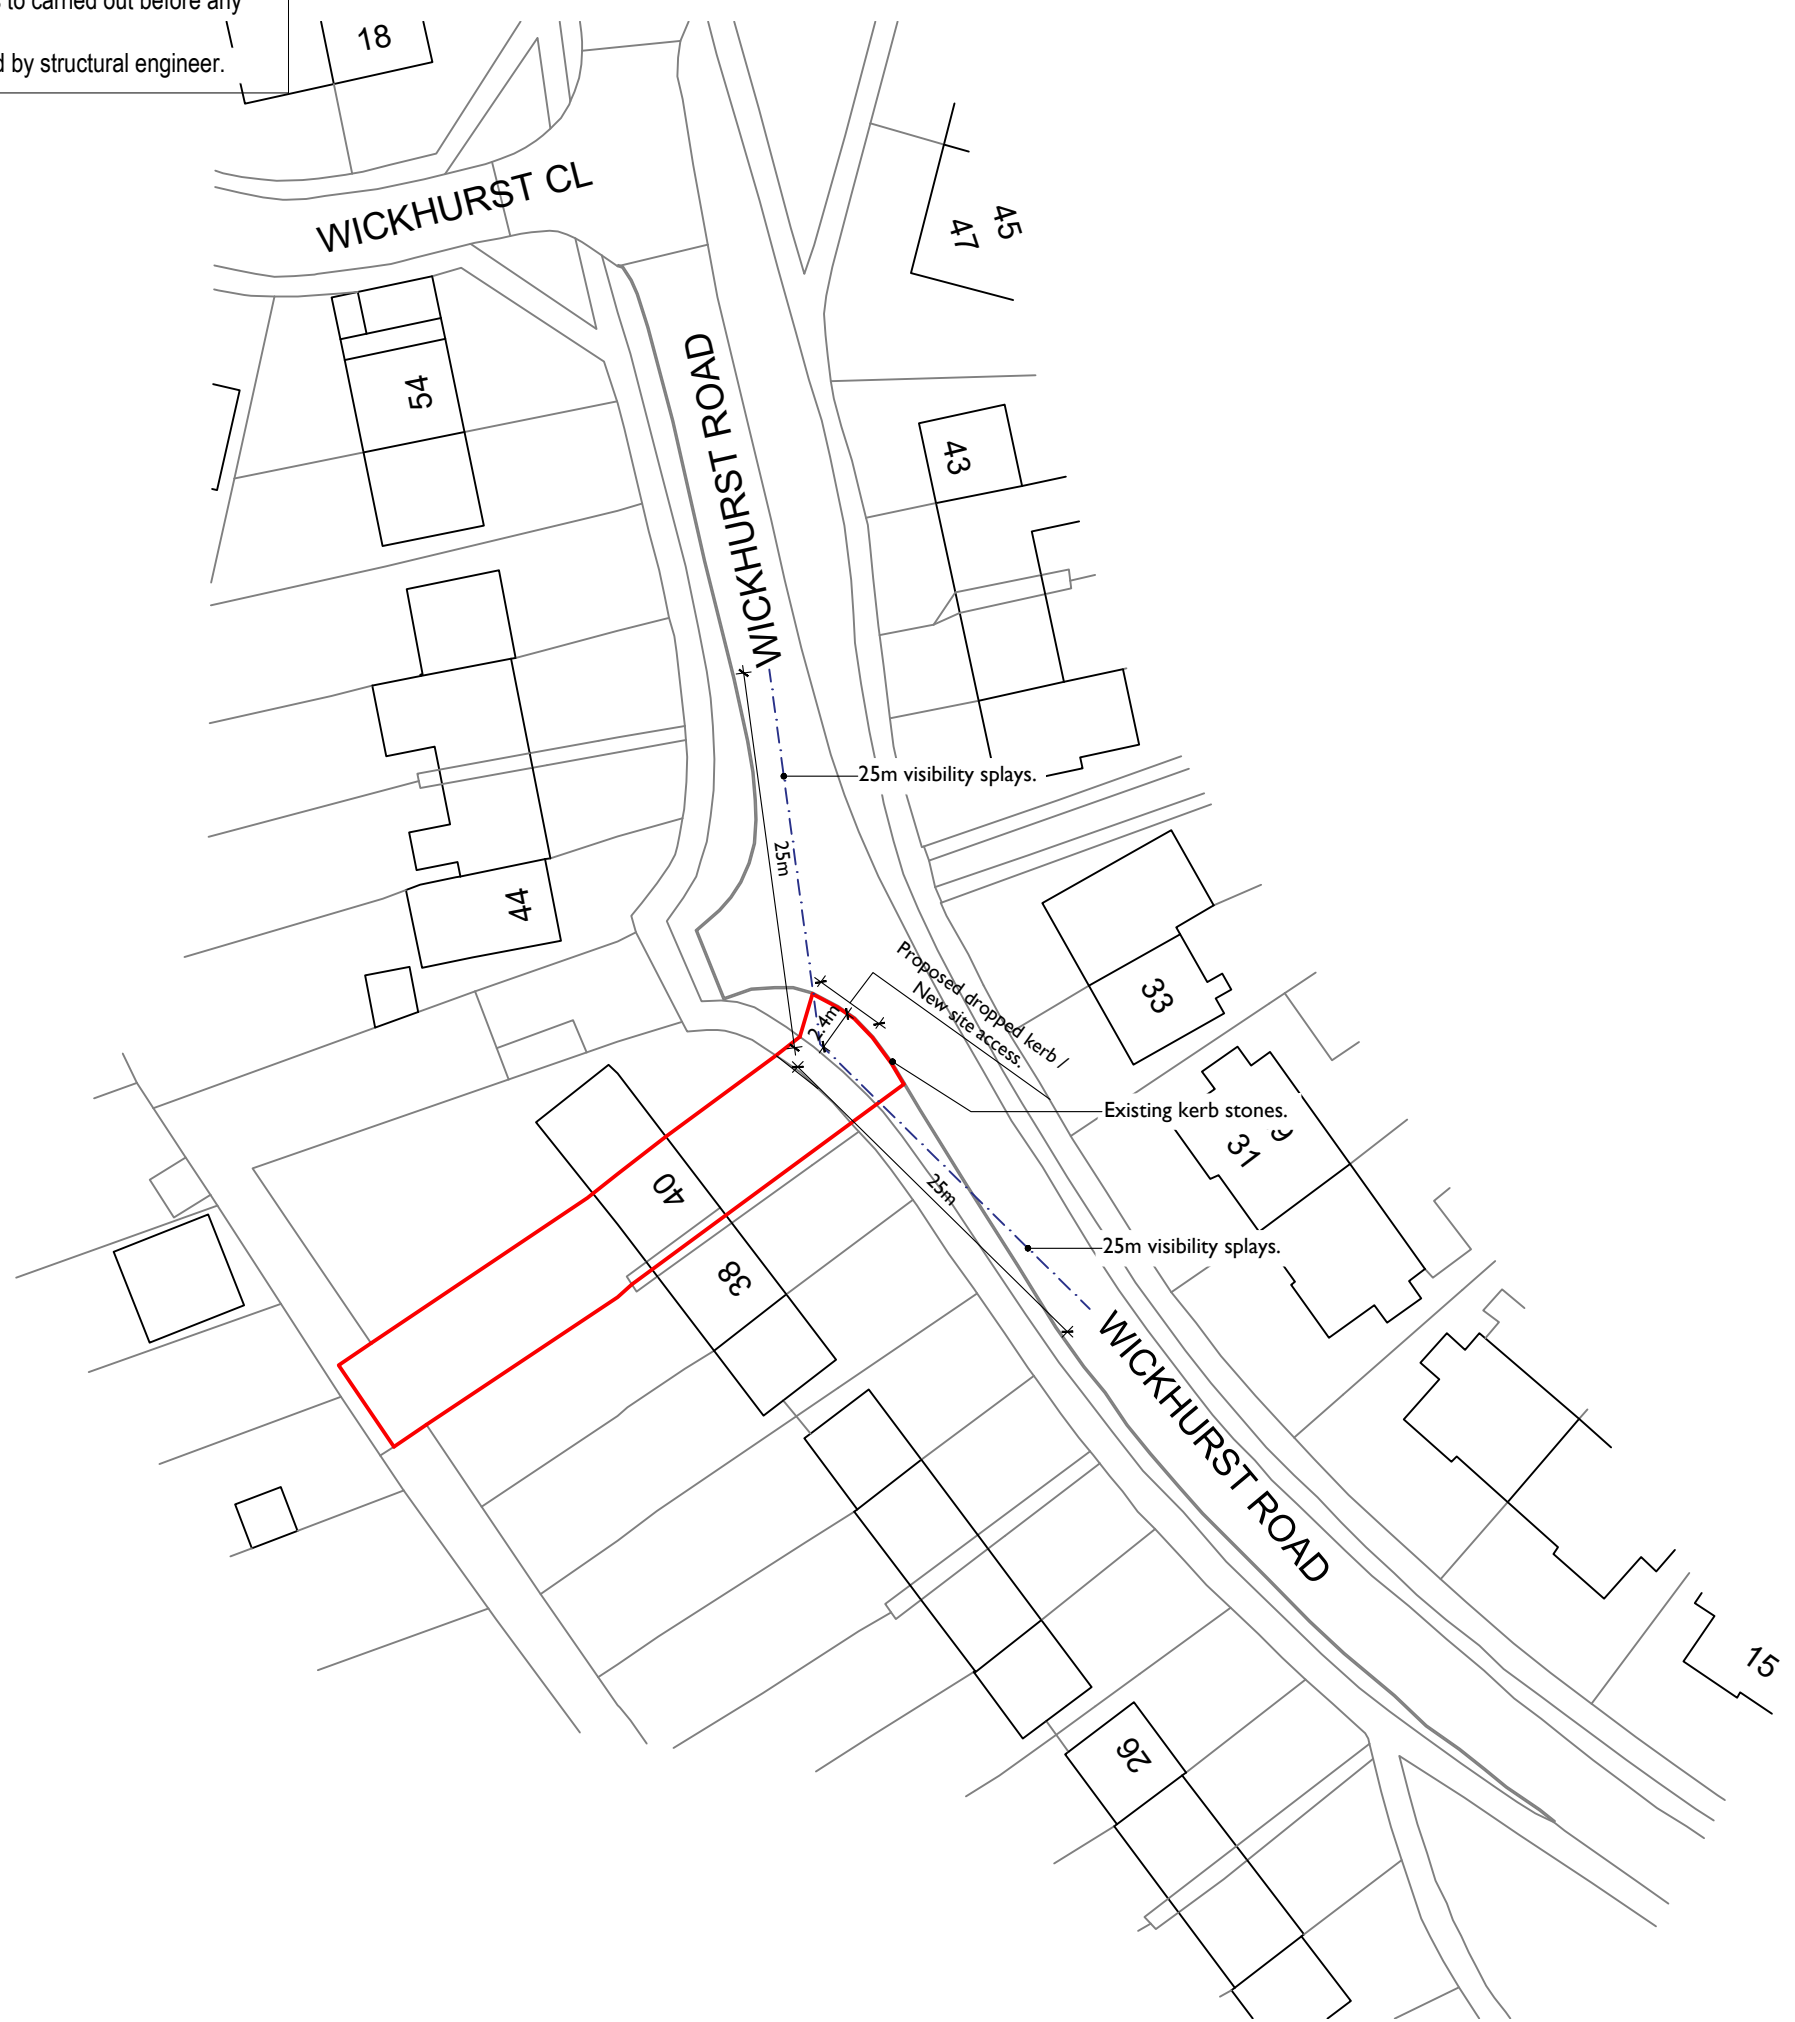 to carried out before any
d by structural engineer.
18
WICKHURST CL
45
47
54
WICKHURST ROAD
43
25m visibility splays.
25m
44
Proposed dropped kerb /
New site access.
2.4m
33
Existing kerb stones.
31
9
40
25m
25m visibility splays.
38
WICKHURST ROAD
15
26